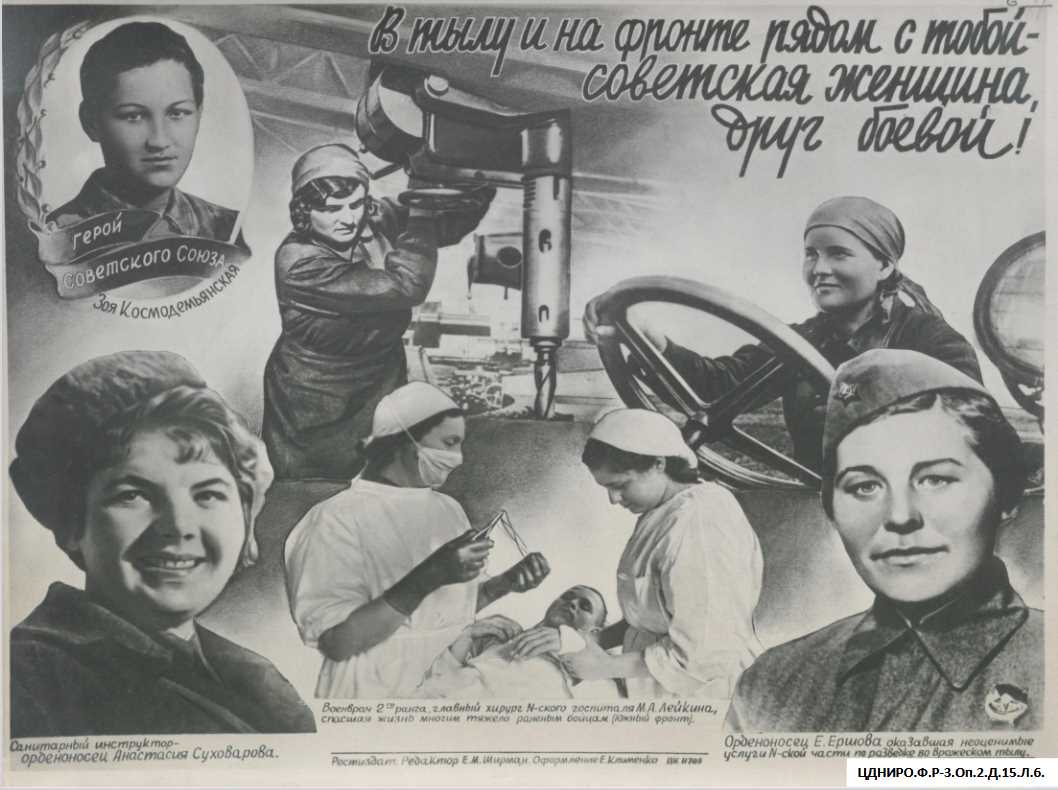 В тылу и на фронте рядом с тобой-
советская женщина,
друг боевой!
Герой
Советского Союза
Зоя Космодемьянская
Военврач 2го ранга, главный хирург N-ского госпиталя М.А. Лейкина,
спасшая жизнь многим тяжело раненым бойцам (Южный фронт).
Санитарный инструктор-
орденоносец Анастасия Суховарова.
Орденоносец Е. Ершова оказавшая неоценимые
услуги N-ской части по разведке во вражеском тылу.
Ростиздат. Редактор Е.М. Ширман. Оформление Е. Клименко
ЦДНИРО.Ф.Р-3.Оп.2.Д.15.Л.6.